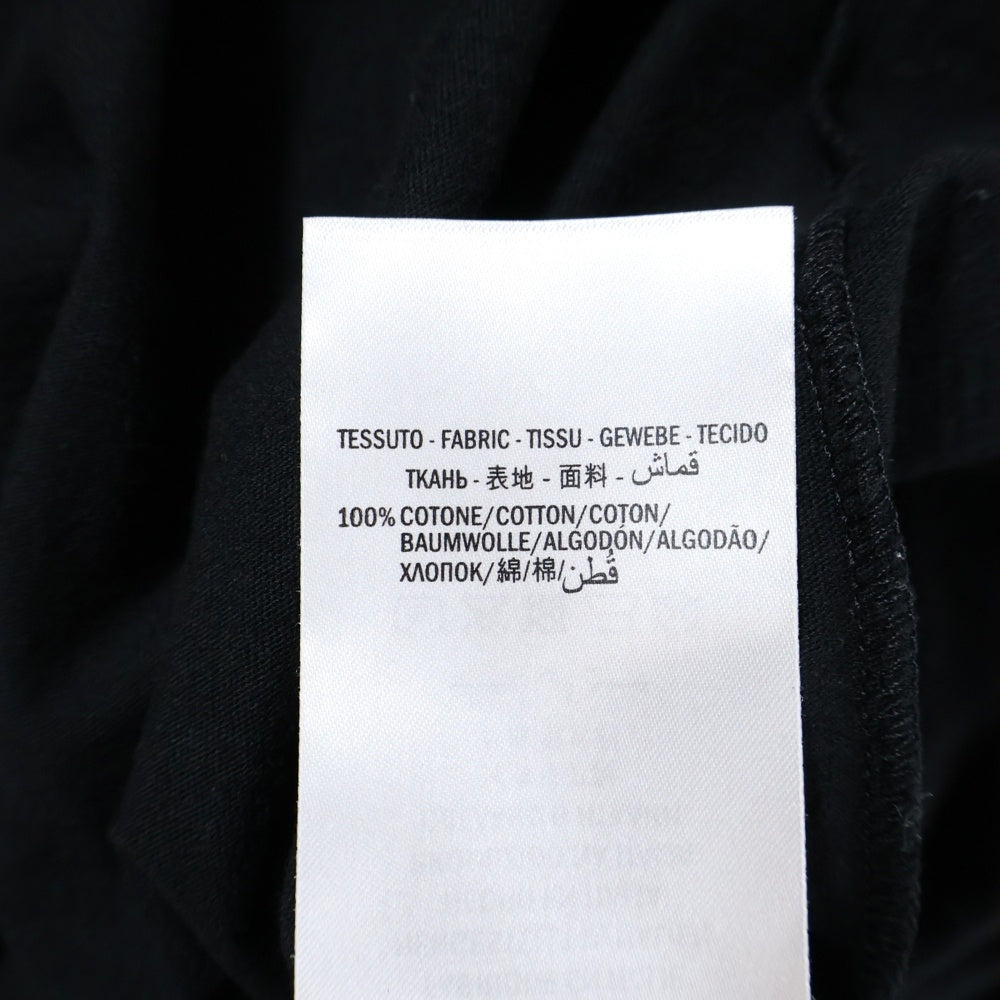 TESSUTO - FABRIC - TISSU - GEWEBE - TECIDO
ТКАНЬ - 表地 - 面料 - قماش
100% COTONE/COTTON/COTON/
BAUMWOLLE/ALGODÓN/ALGODÃO/
ХЛОПОК/綿/棉/قُطن